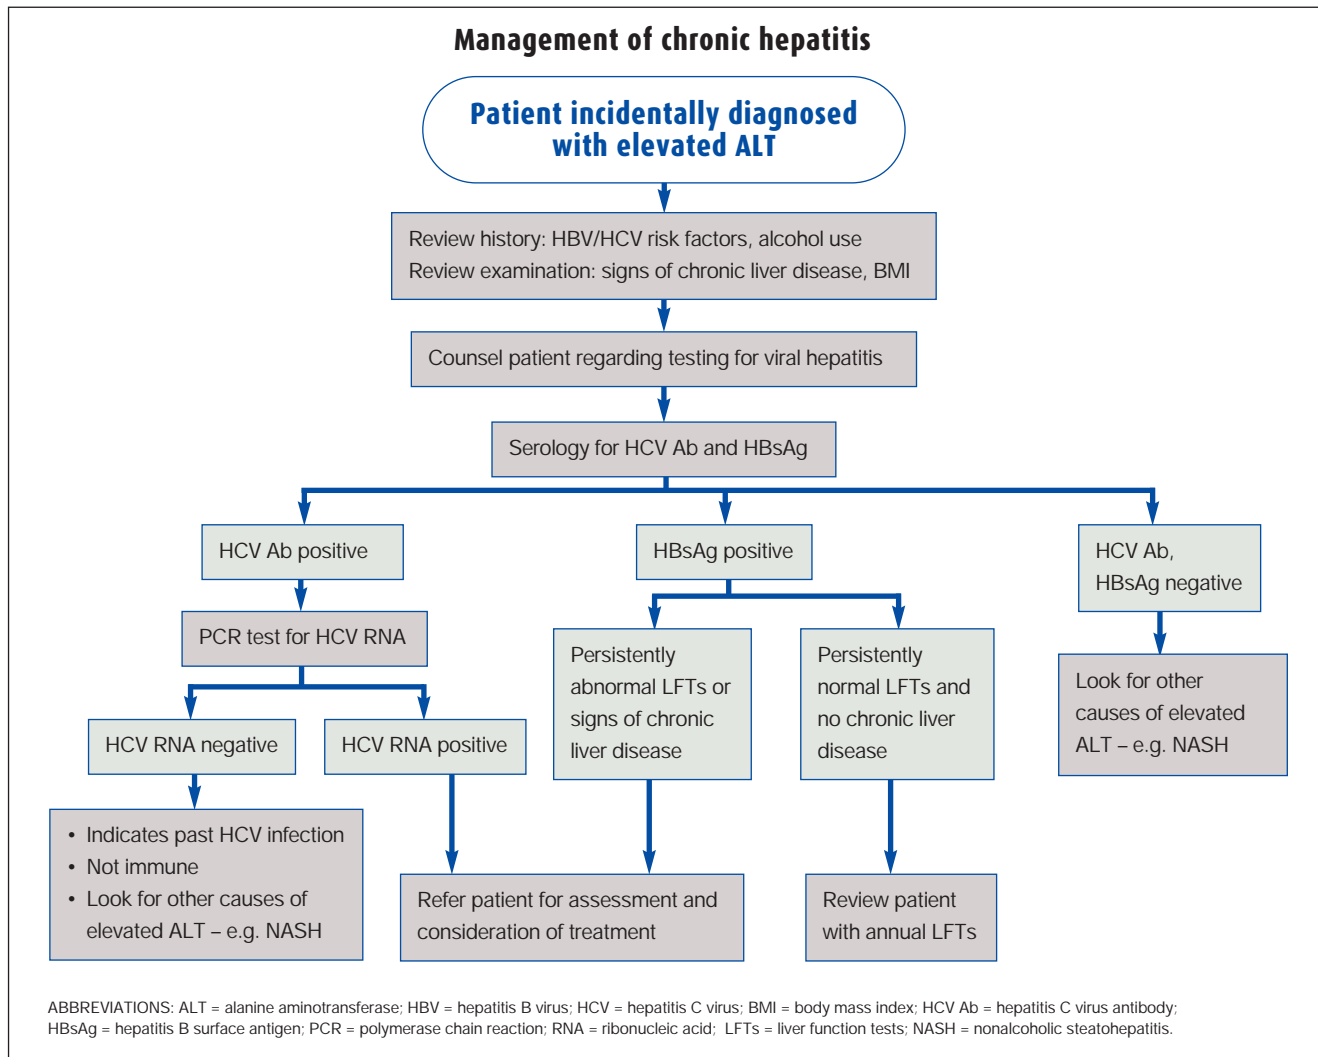 Management of chronic hepatitis
Patient incidentally diagnosed
with elevated ALT
Review history: HBV/HCV risk factors, alcohol use
Review examination: signs of chronic liver disease, BMI
Counsel patient regarding testing for viral hepatitis
Serology for HCV Ab and HBsAg
HCV Ab positive
HBsAg positive
HCV Ab,
HBsAg negative
PCR test for HCV RNA
Persistently
abnormal LFTs or
signs of chronic
liver disease
Persistently
normal LFTs and
no chronic liver
disease
Look for other
causes of elevated
ALT – e.g. NASH
HCV RNA negative
HCV RNA positive
• Indicates past HCV infection
• Not immune
• Look for other causes of
elevated ALT – e.g. NASH
Refer patient for assessment and
consideration of treatment
Review patient
with annual LFTs
ABBREVIATIONS: ALT = alanine aminotransferase; HBV = hepatitis B virus; HCV = hepatitis C virus; BMI = body mass index; HCV Ab = hepatitis C virus antibody;
HBsAg = hepatitis B surface antigen; PCR = polymerase chain reaction; RNA = ribonucleic acid; LFTs = liver function tests; NASH = nonalcoholic steatohepatitis.